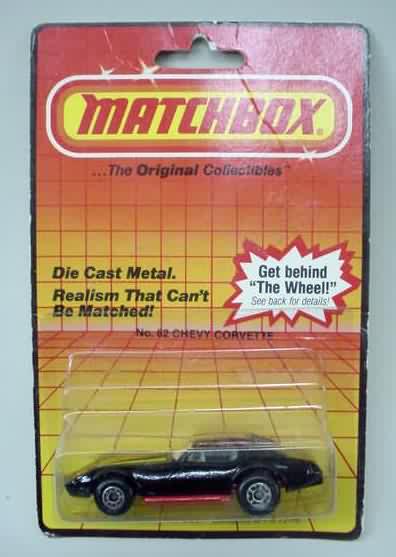 MATCHBOX
...The Original Collectibles™
Die Cast Metal.
Realism That Can't
Be Matched!
Get behind
"The Wheel!"
See back for details!
No. 62 CHEVY CORVETTE